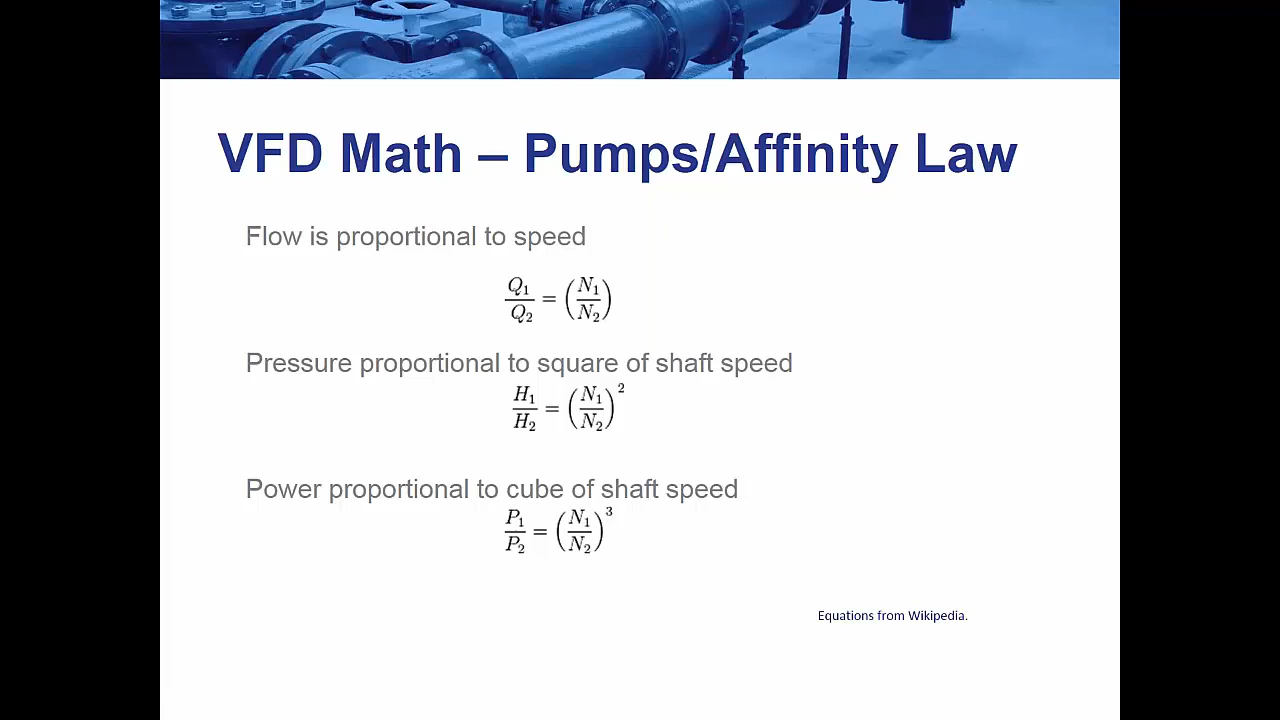 VFD Math – Pumps/Affinity Law
Flow is proportional to speed
Q₁/Q₂ = (N₁/N₂)
Pressure proportional to square of shaft speed
H₁/H₂ = (N₁/N₂)²
Power proportional to cube of shaft speed
P₁/P₂ = (N₁/N₂)³
Equations from Wikipedia.